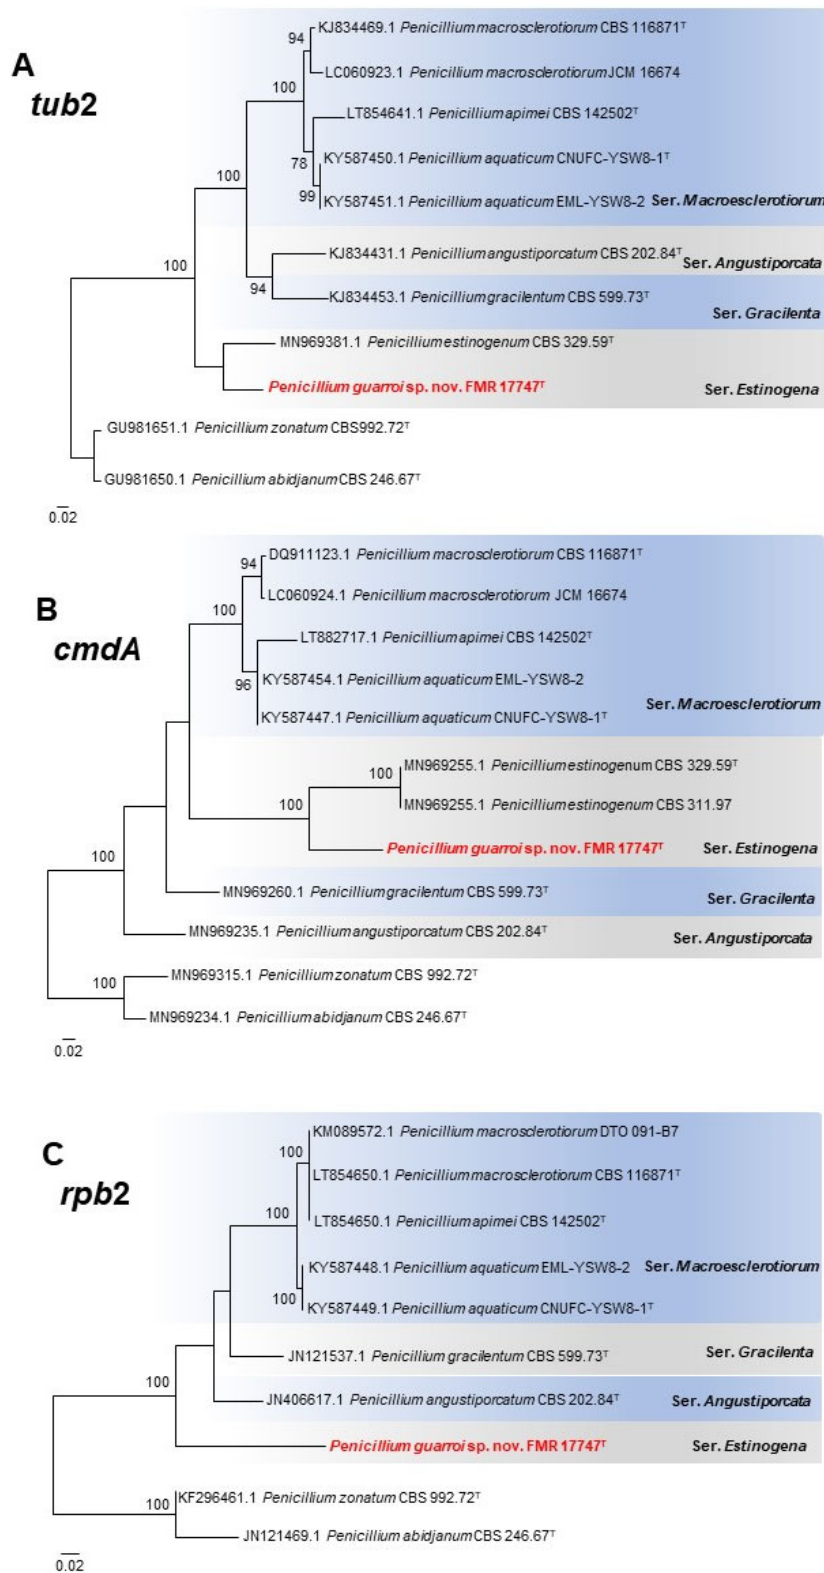 A
tub2
94
KJ834469.1 Penicillium macrosclerotiorum CBS 116871ᵀ
LC060923.1 Penicillium macrosclerotiorum JCM 16674
LT854641.1 Penicillium apimei CBS 142502ᵀ
100
78
KY587450.1 Penicillium aquaticum CNUFC-YSW8-1ᵀ
99
KY587451.1 Penicillium aquaticum EML-YSW8-2 Ser. Macroesclerotiorum
100
KJ834431.1 Penicillium angustiporcatum CBS 202.84ᵀ Ser. Angustiporcata
100
94
KJ834453.1 Penicillium gracilentum CBS 599.73ᵀ
Ser. Gracilenta
MN969381.1 Penicillium estinogenum CBS 329.59ᵀ
Penicillium guarroi sp. nov. FMR 17747ᵀ Ser. Estinogena
GU981651.1 Penicillium zonatum CBS992.72ᵀ
GU981650.1 Penicillium abidjanum CBS 246.67ᵀ
0.02
B
cmdA
94
DQ911123.1 Penicillium macrosclerotiorum CBS 116871ᵀ
LC060924.1 Penicillium macrosclerotiorum JCM 16674
100
LT882717.1 Penicillium apimei CBS 142502ᵀ
96
KY587454.1 Penicillium aquaticum EML-YSW8-2
Ser. Macroesclerotiorum
KY587447.1 Penicillium aquaticum CNUFC-YSW8-1ᵀ
100
MN969255.1 Penicillium estinogenum CBS 329.59ᵀ
100
MN969255.1 Penicillium estinogenum CBS 311.97
Penicillium guarroi sp. nov. FMR 17747ᵀ Ser. Estinogena
100
MN969260.1 Penicillium gracilentum CBS 599.73ᵀ Ser. Gracilenta
MN969235.1 Penicillium angustiporcatum CBS 202.84ᵀ Ser. Angustiporcata
100
MN969315.1 Penicillium zonatum CBS 992.72ᵀ
MN969234.1 Penicillium abidjanum CBS 246.67ᵀ
0.02
C
rpb2
KM089572.1 Penicillium macrosclerotiorum DTO 091-B7
100
LT854650.1 Penicillium macrosclerotiorum CBS 116871ᵀ
100
LT854650.1 Penicillium apimei CBS 142502ᵀ
KY587448.1 Penicillium aquaticum EML-YSW8-2 Ser. Macroesclerotiorum
100
KY587449.1 Penicillium aquaticum CNUFC-YSW8-1ᵀ
JN121537.1 Penicillium gracilentum CBS 599.73ᵀ Ser. Gracilenta
100
JN406617.1 Penicillium angustiporcatum CBS 202.84ᵀ Ser. Angustiporcata
Penicillium guarroi sp. nov. FMR 17747ᵀ Ser. Estinogena
100
KF296461.1 Penicillium zonatum CBS 992.72ᵀ
JN121469.1 Penicillium abidjanum CBS 246.67ᵀ
0.02